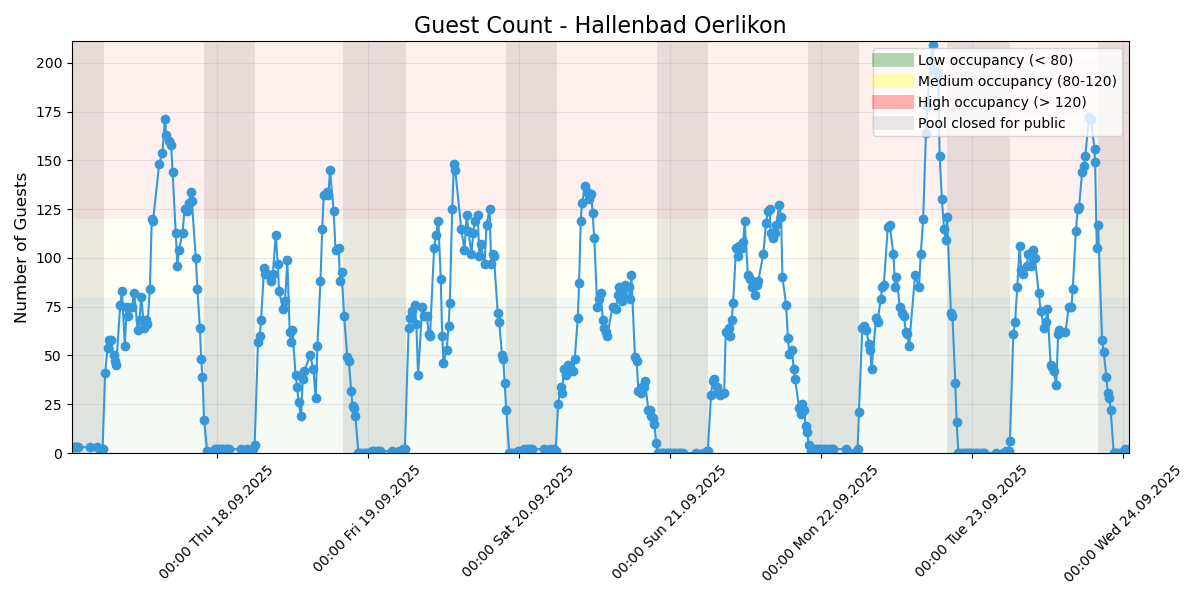 Guest Count - Hallenbad Oerlikon
Number of Guests
200
175
150
125
100
75
50
25
0
Low occupancy (< 80)
Medium occupancy (80-120)
High occupancy (> 120)
Pool closed for public
00:00 Thu 18.09.2025
00:00 Fri 19.09.2025
00:00 Sat 20.09.2025
00:00 Sun 21.09.2025
00:00 Mon 22.09.2025
00:00 Tue 23.09.2025
00:00 Wed 24.09.2025